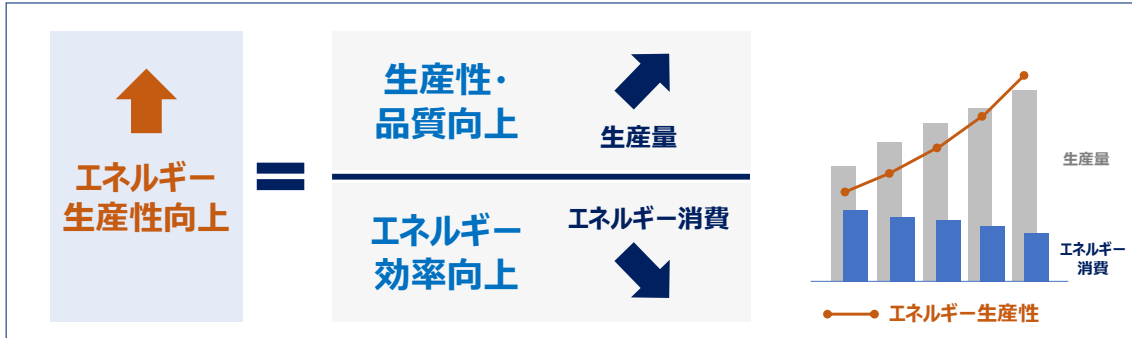 エネルギー
生産性向上
=
生産性・
品質向上
生産量
エネルギー
効率向上
エネルギー消費
生産量
エネルギー
消費
エネルギー生産性